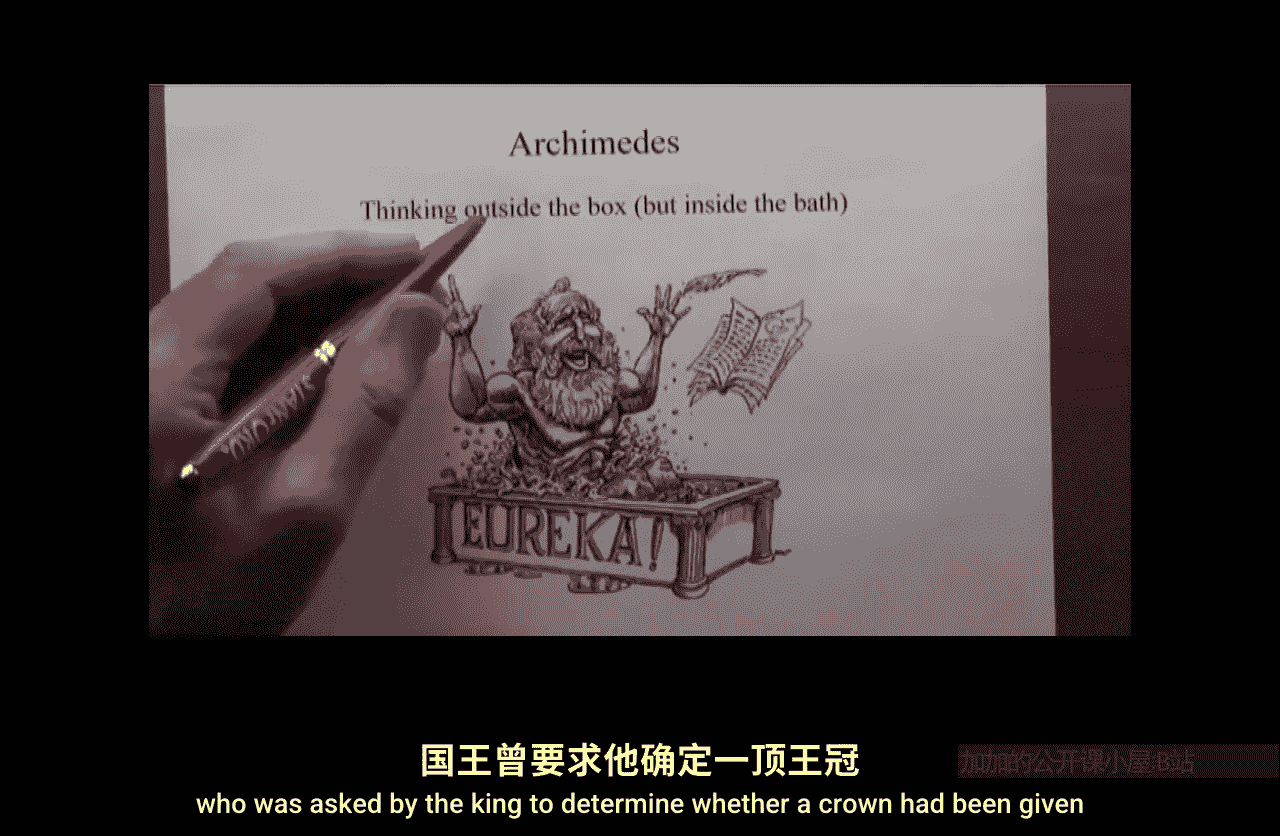 Archimedes
Thinking outside the box (but inside the bath)
EUREKA!
STANFORD
国王曾要求他确定一顶王冠
加加的公开课小屋:B站
who was asked by the king to determine whether a crown had been given